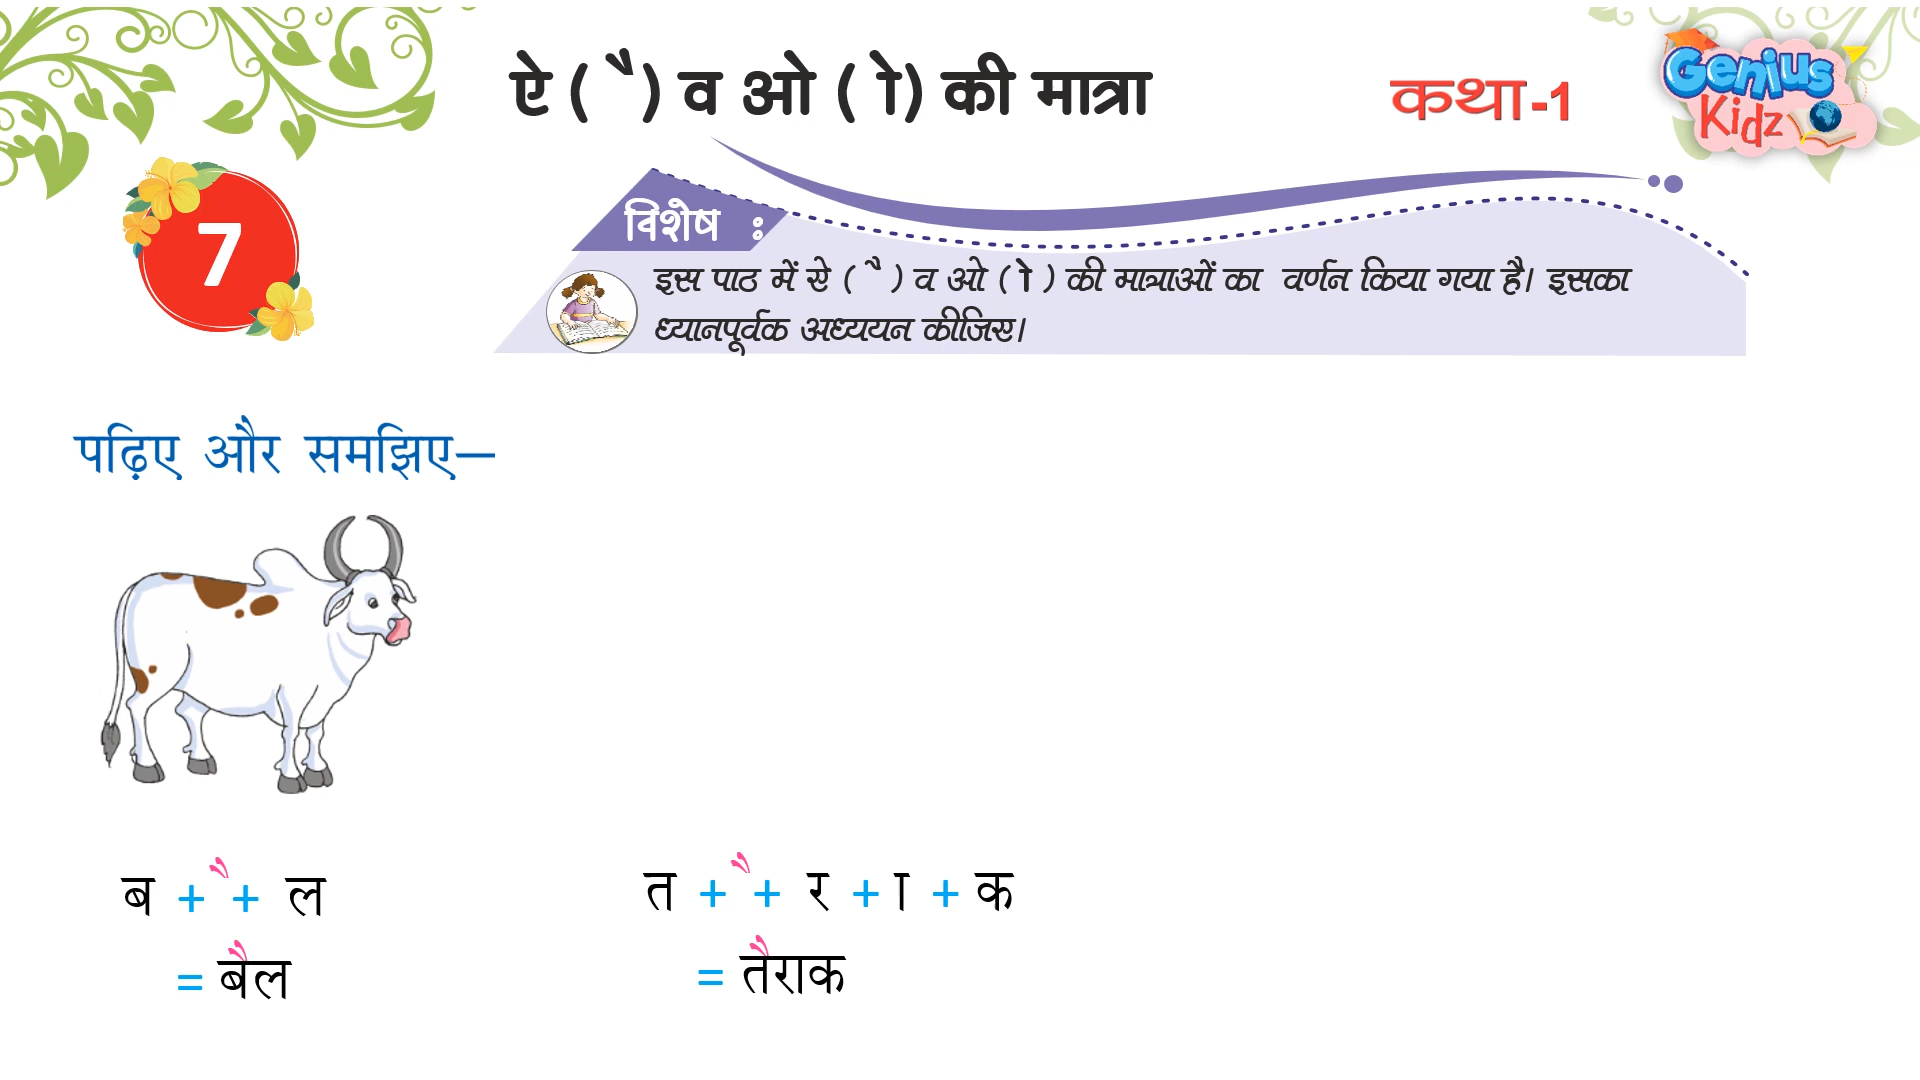 ऐ ( ै ) व ओ ( ो ) की मात्रा
कथा-1
Genius
Kidz
7
विशेष :
इस पाठ में ऐ ( ै ) व ओ ( ो ) की मात्राओं का वर्णन किया गया है। इसका
ध्यानपूर्वक अध्ययन कीजिए।
पढ़िए और समझिए—
ब + ै + ल
= बैल
त + ै + र + ा + क
= तैराक